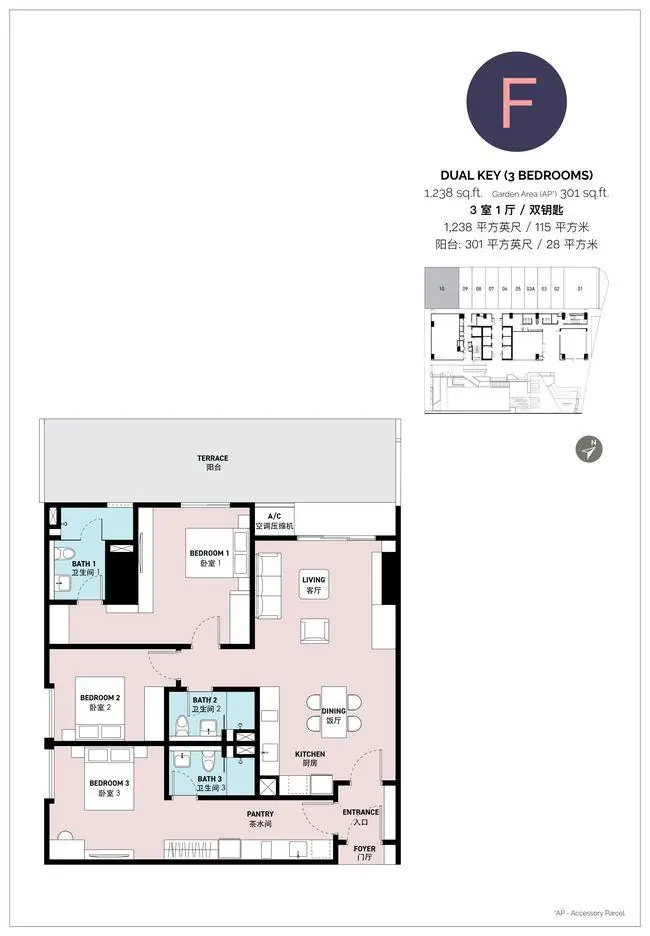 F
DUAL KEY (3 BEDROOMS)
1,238 sq.ft. Garden Area (AP*) 301 sq.ft.
3 室 1 厅 / 双钥匙
1,238 平方英尺 / 115 平方米
阳台: 301 平方英尺 / 28 平方米
10 09 08 07 06 05 03A 03 02 01
N
TERRACE
阳台
A/C
空调压缩机
BATH 1
卫生间 1
BEDROOM 1
卧室 1
LIVING
客厅
BEDROOM 2
卧室 2
BATH 2
卫生间 2
DINING
饭厅
KITCHEN
厨房
BEDROOM 3
卧室 3
BATH 3
卫生间 3
PANTRY
茶水间
ENTRANCE
入口
FOYER
门厅
*AP - Accessory Parcel